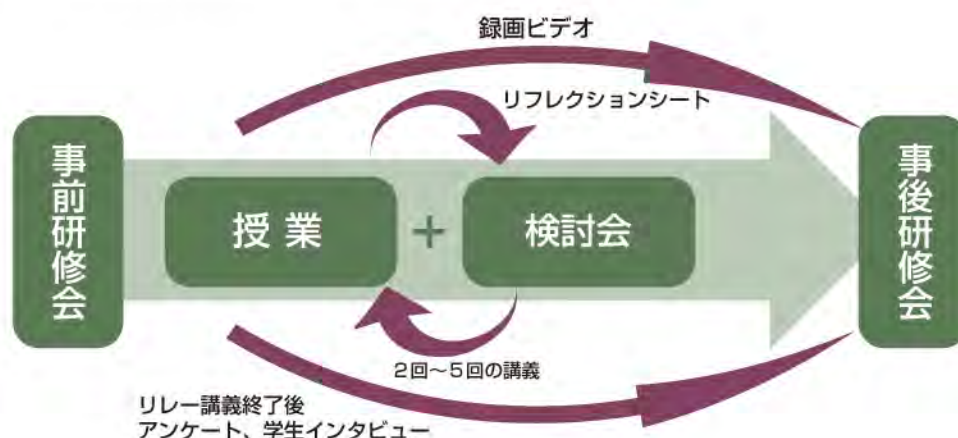 録画ビデオ
リフレクションシート
事前研修会
授業
+
検討会
事後研修会
2回～5回の講義
リレー講義終了後
アンケート、学生インタビュー